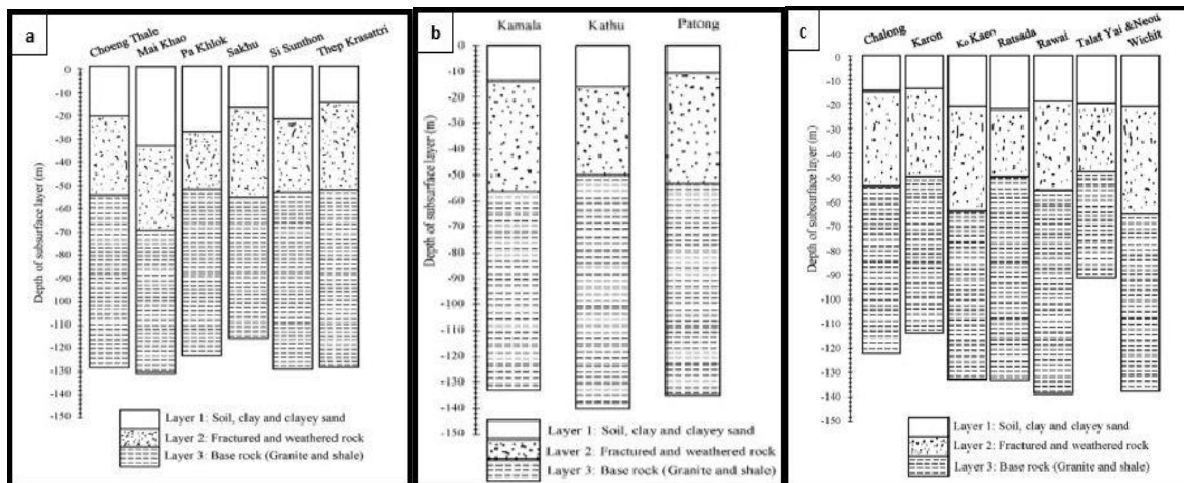 a
Choeng Thale
Mai Khao
Pa Khlok
Sakhu
Si Sunthon
Thep Krasattri
Depth of subsurface layer (m)
0
-10
-20
-30
-40
-50
-60
-70
-80
-90
-100
-110
-120
-130
-140
-150
Layer 1: Soil, clay and clayey sand
Layer 2: Fractured and weathered rock
Layer 3: Base rock (Granite and shale)
b
Kamala
Kathu
Patong
Depth of subsurface layer (m)
0
-10
-20
-30
-40
-50
-60
-70
-80
-90
-100
-110
-120
-130
-140
-150
Layer 1: Soil, clay and clayey sand
Layer 2: Fractured and weathered rock
Layer 3: Base rock (Granite and shale)
c
Chalong
Karon
Ko Kaeo
Ratsada
Rawai
Talat Yai &Neou
Wichit
Depth of subsurface layer (m)
0
-10
-20
-30
-40
-50
-60
-70
-80
-90
-100
-110
-120
-130
-140
-150
Layer 1: Soil, clay and clayey sand
Layer 2: Fractured and weathered rock
Layer 3: Base rock (Granite and shale)